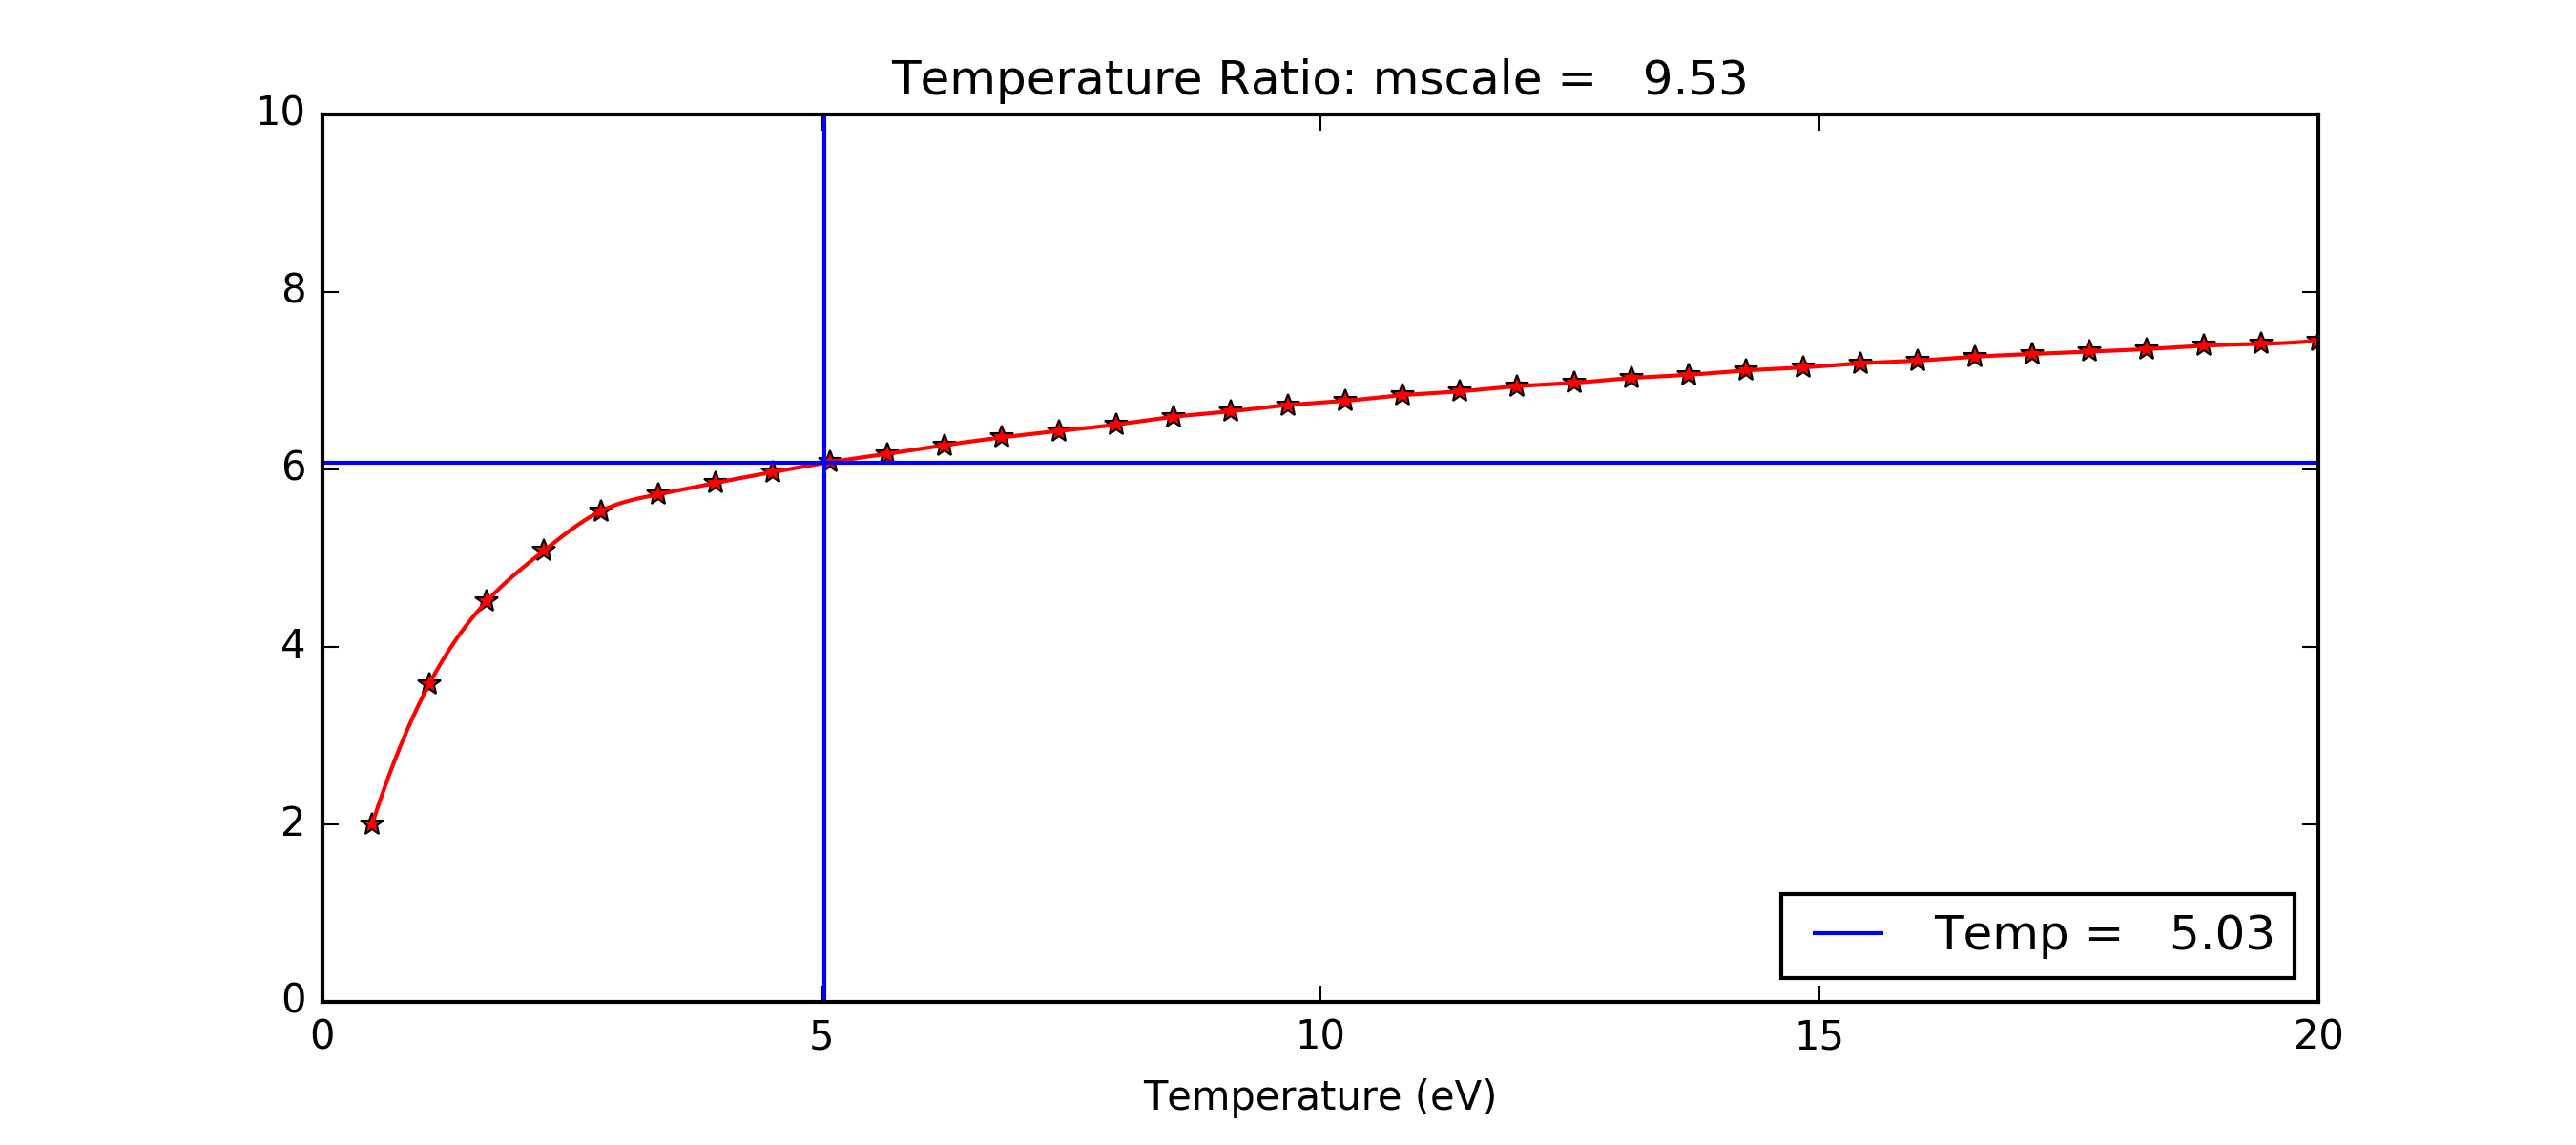 Temperature Ratio: mscale = 9.53
10
8
6
4
2
0
0 5 10 15 20
Temperature (eV)
Temp = 5.03